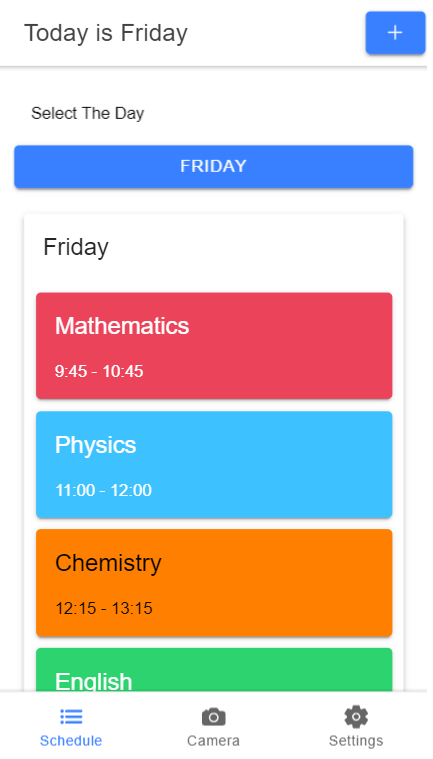 Today is Friday
Select The Day
FRIDAY
Friday
Mathematics
9:45 - 10:45
Physics
11:00 - 12:00
Chemistry
12:15 - 13:15
English
Schedule
Camera
Settings